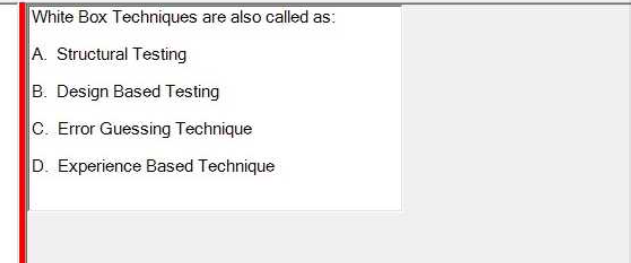 White Box Techniques are also called as:
A. Structural Testing
B. Design Based Testing
C. Error Guessing Technique
D. Experience Based Technique